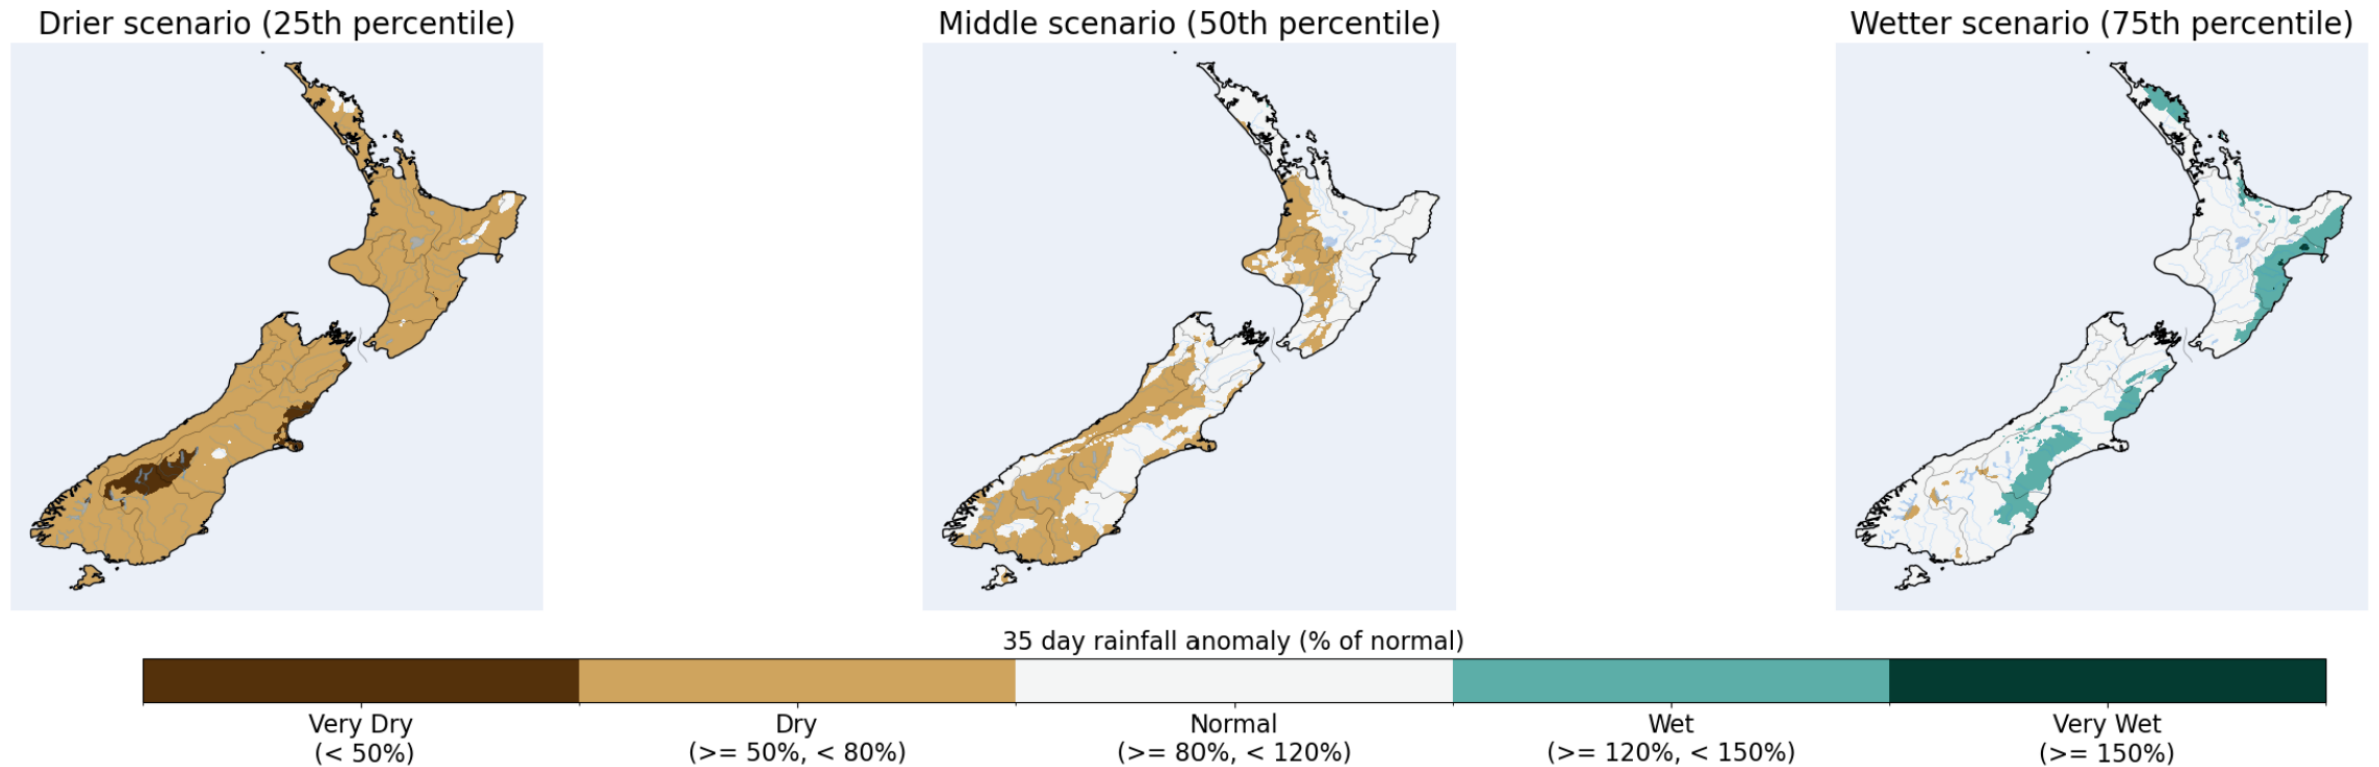 Drier scenario (25th percentile)
Middle scenario (50th percentile)
Wetter scenario (75th percentile)
35 day rainfall anomaly (% of normal)
Very Dry
(< 50%)
Dry
(>= 50%, < 80%)
Normal
(>= 80%, < 120%)
Wet
(>= 120%, < 150%)
Very Wet
(>= 150%)